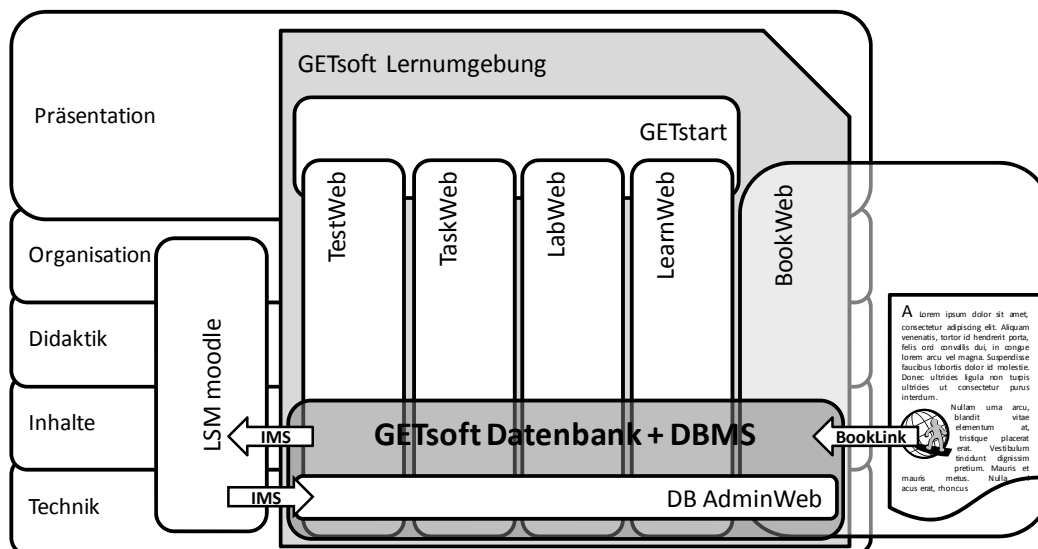 GETsoft Lernumgebung
Präsentation
GETstart
TestWeb
TaskWeb
LabWeb
LearnWeb
BookWeb
Organisation
Didaktik
Inhalte
Technik
LSM moodle
IMS
GETsoft Datenbank + DBMS
BookLink
IMS
DB AdminWeb
A Lorem ipsum dolor sit amet,
consectetur adipiscing elit. Aliquam
venenatis, tortor id hendrerit porta,
felis orci convallis dui, in congue
lorem arcu vel magna. Suspendisse
faucibus lobortis dolor id molestie.
Donec ultricies ligula non turpis
ultricies ut consectetur purus
interdum.
Nullam urna arcu,
blandit vitae
elementum at,
tristique placerat
erat. Vestibulum
tincidunt dignissim
pretium. Mauris et
mauris metus. Nulla
acus erat, rhoncus